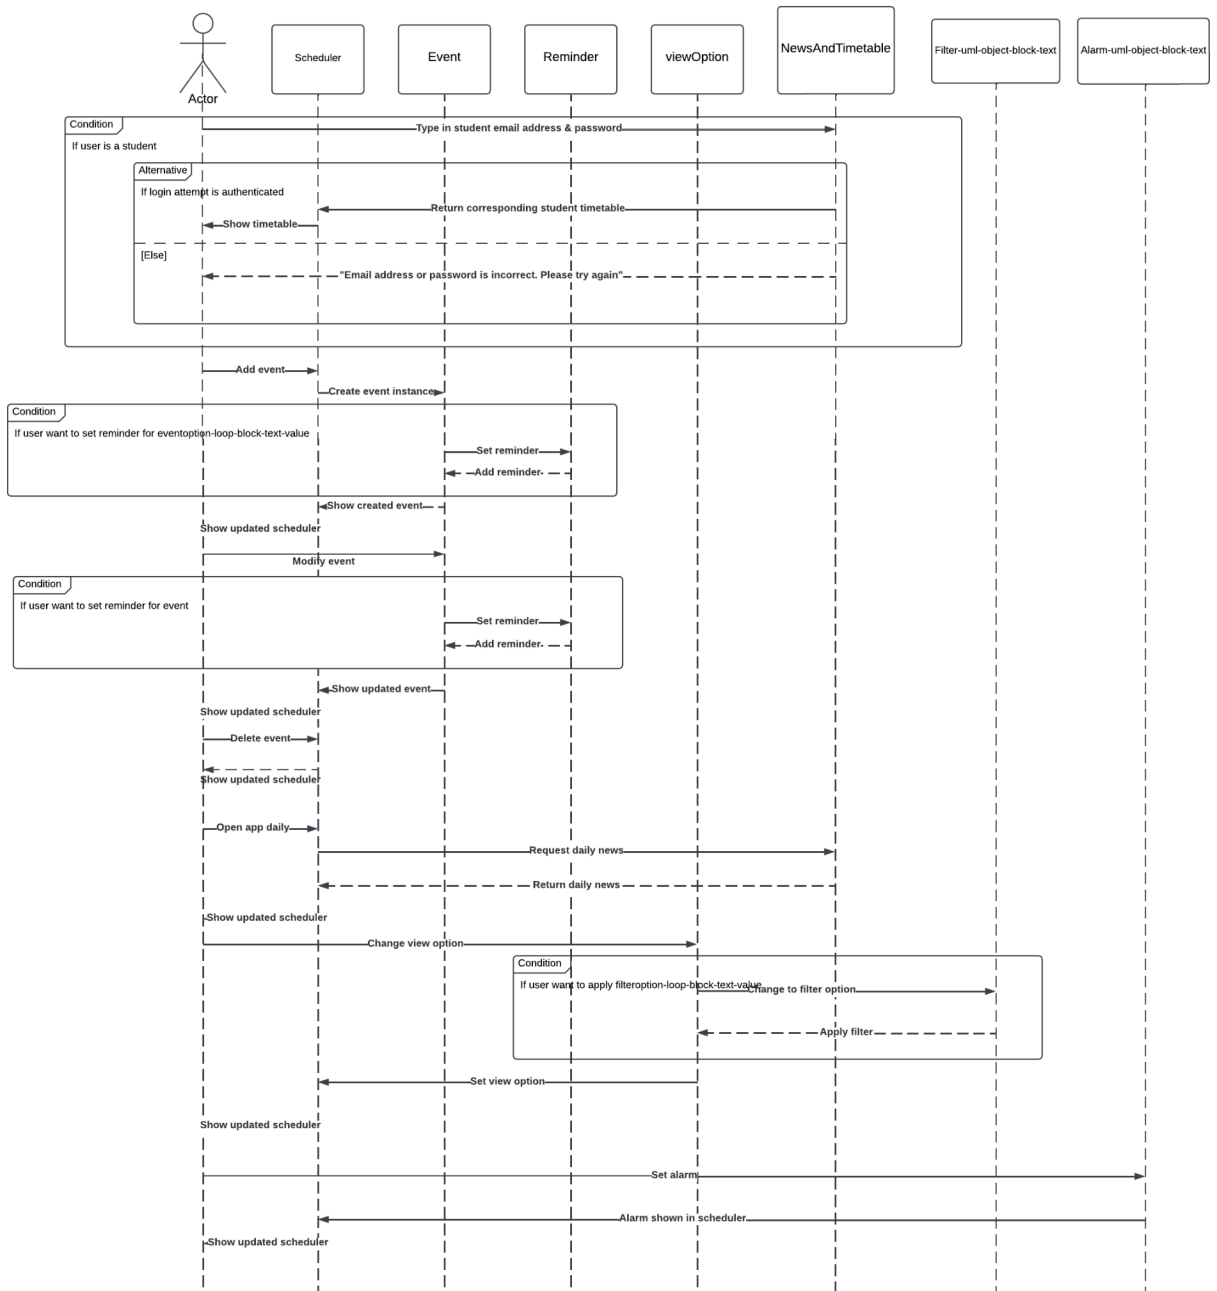 Actor
Scheduler
Event
Reminder
viewOption
NewsAndTimetable
Filter-uml-object-block-text
Alarm-uml-object-block-text
Condition
Type in student email address & password
If user is a student
Alternative
If login attempt is authenticated
Return corresponding student timetable
Show timetable
[Else]
"Email address or password is incorrect. Please try again"
Add event
Create event instance
Condition
If user want to set reminder for eventoption-loop-block-text-value
Set reminder
Add reminder
Show created event
Show updated scheduler
Modify event
Condition
If user want to set reminder for event
Set reminder
Add reminder
Show updated event
Show updated scheduler
Delete event
Show updated scheduler
Open app daily
Request daily news
Return daily news
Show updated scheduler
Change view option
Condition
If user want to apply filteroption-loop-block-text-value
Change to filter option
Apply filter
Set view option
Show updated scheduler
Set alarm
Alarm shown in scheduler
Show updated scheduler